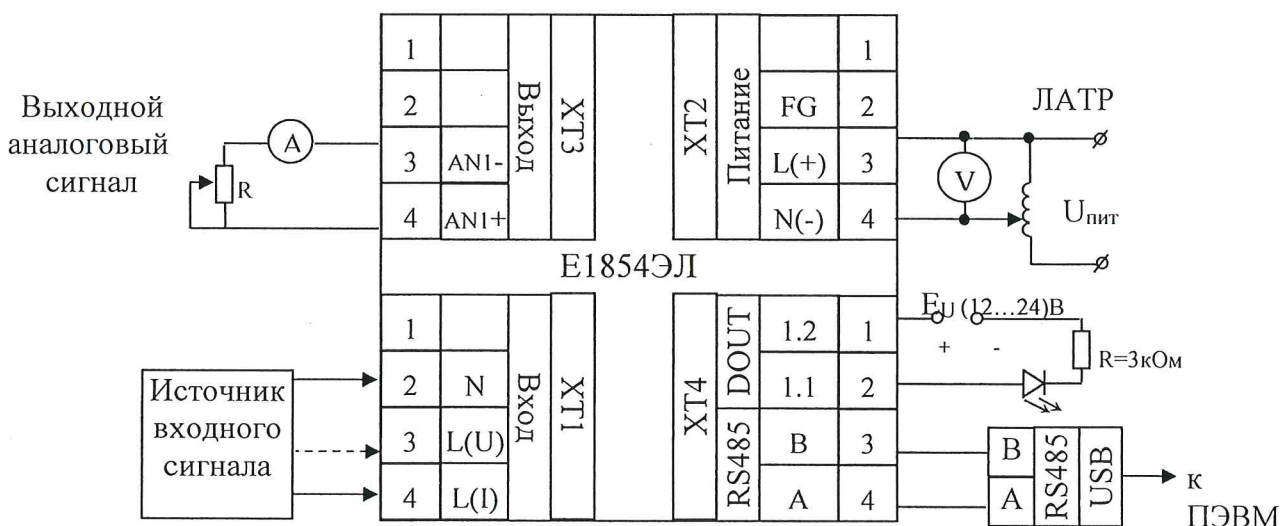 1
2
3 AN1-
4 AN1+
Выход
XT3
Выходной
аналоговый
сигнал
A
R
XT2
Питание
1
FG 2
L(+) 3
N(-) 4
ЛАТР
V
Uпит
E1854ЭЛ
1
2 N
3 L(U)
4 L(I)
Вход
XT1
Источник
входного
сигнала
XT4
DOUT
RS485
1.2 1
1.1 2
B 3
A 4
EU (12...24)В
+ -
R=3кОм
B
A
RS485
USB
к
ПЭВМ